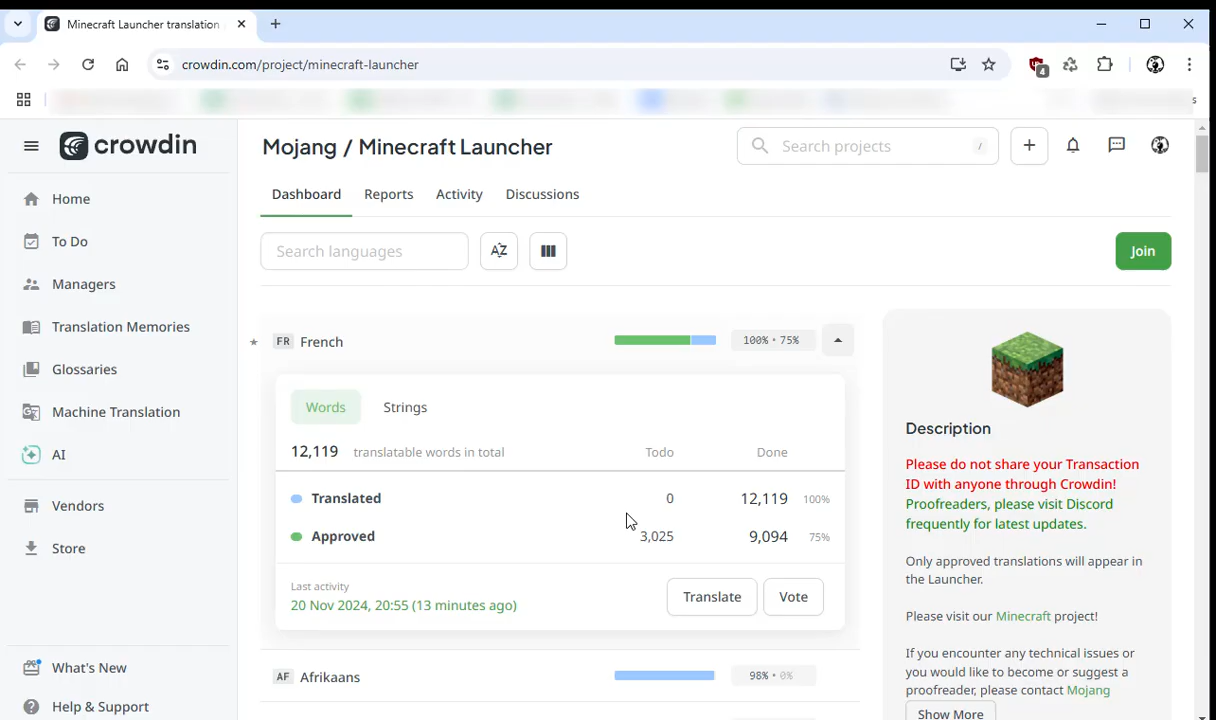 Minecraft Launcher translation
crowdin.com/project/minecraft-launcher
4
crowdin
Mojang / Minecraft Launcher
Search projects
/
Home
To Do
Managers
Translation Memories
Glossaries
Machine Translation
AI
Vendors
Store
What's New
Help & Support
Dashboard
Reports
Activity
Discussions
Search languages
AZ
Join
FR French
100% • 75%
Words
Strings
12,119 translatable words in total
Todo
Done
Translated
0
12,119
100%
Approved
3,025
9,094
75%
Last activity
20 Nov 2024, 20:55 (13 minutes ago)
Translate
Vote
AF Afrikaans
98% • 0%
Description
Please do not share your Transaction
ID with anyone through Crowdin!
Proofreaders, please visit Discord
frequently for latest updates.
Only approved translations will appear in
the Launcher.
Please visit our Minecraft project!
If you encounter any technical issues or
you would like to become or suggest a
proofreader, please contact Mojang
Show More